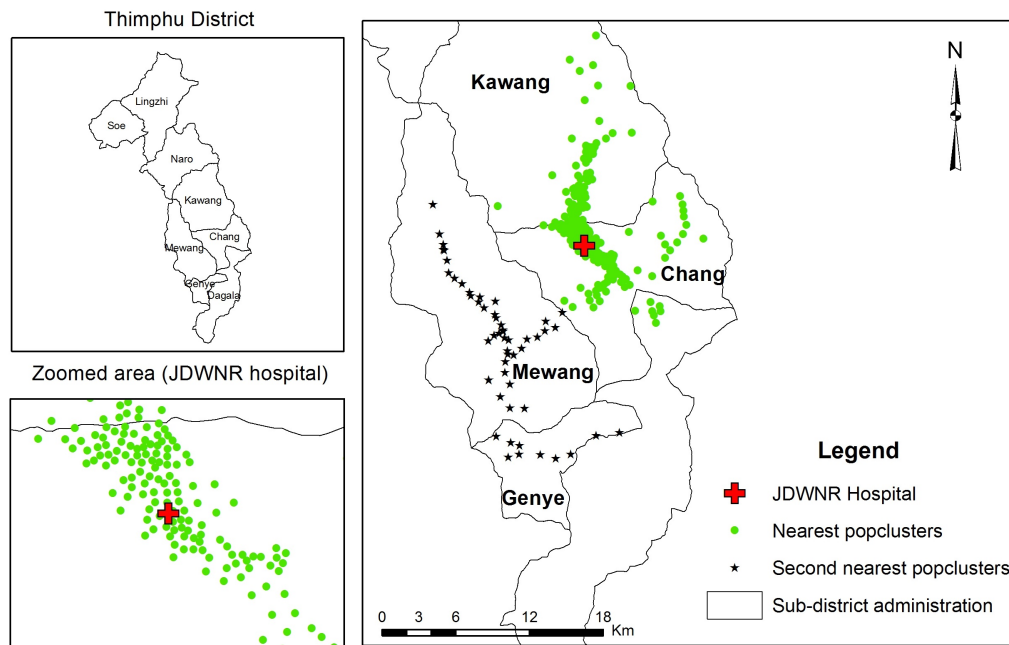 Thimphu District
Lingzhi
Soe
Naro
Kawang
Chang
Mewang
Genye
Dagala
Zoomed area (JDWNR hospital)
Kawang
N
Chang
Mewang
Genye
Legend
JDWNR Hospital
Nearest popclusters
Second nearest popclusters
Sub-district administration
0 3 6 12 18
Km